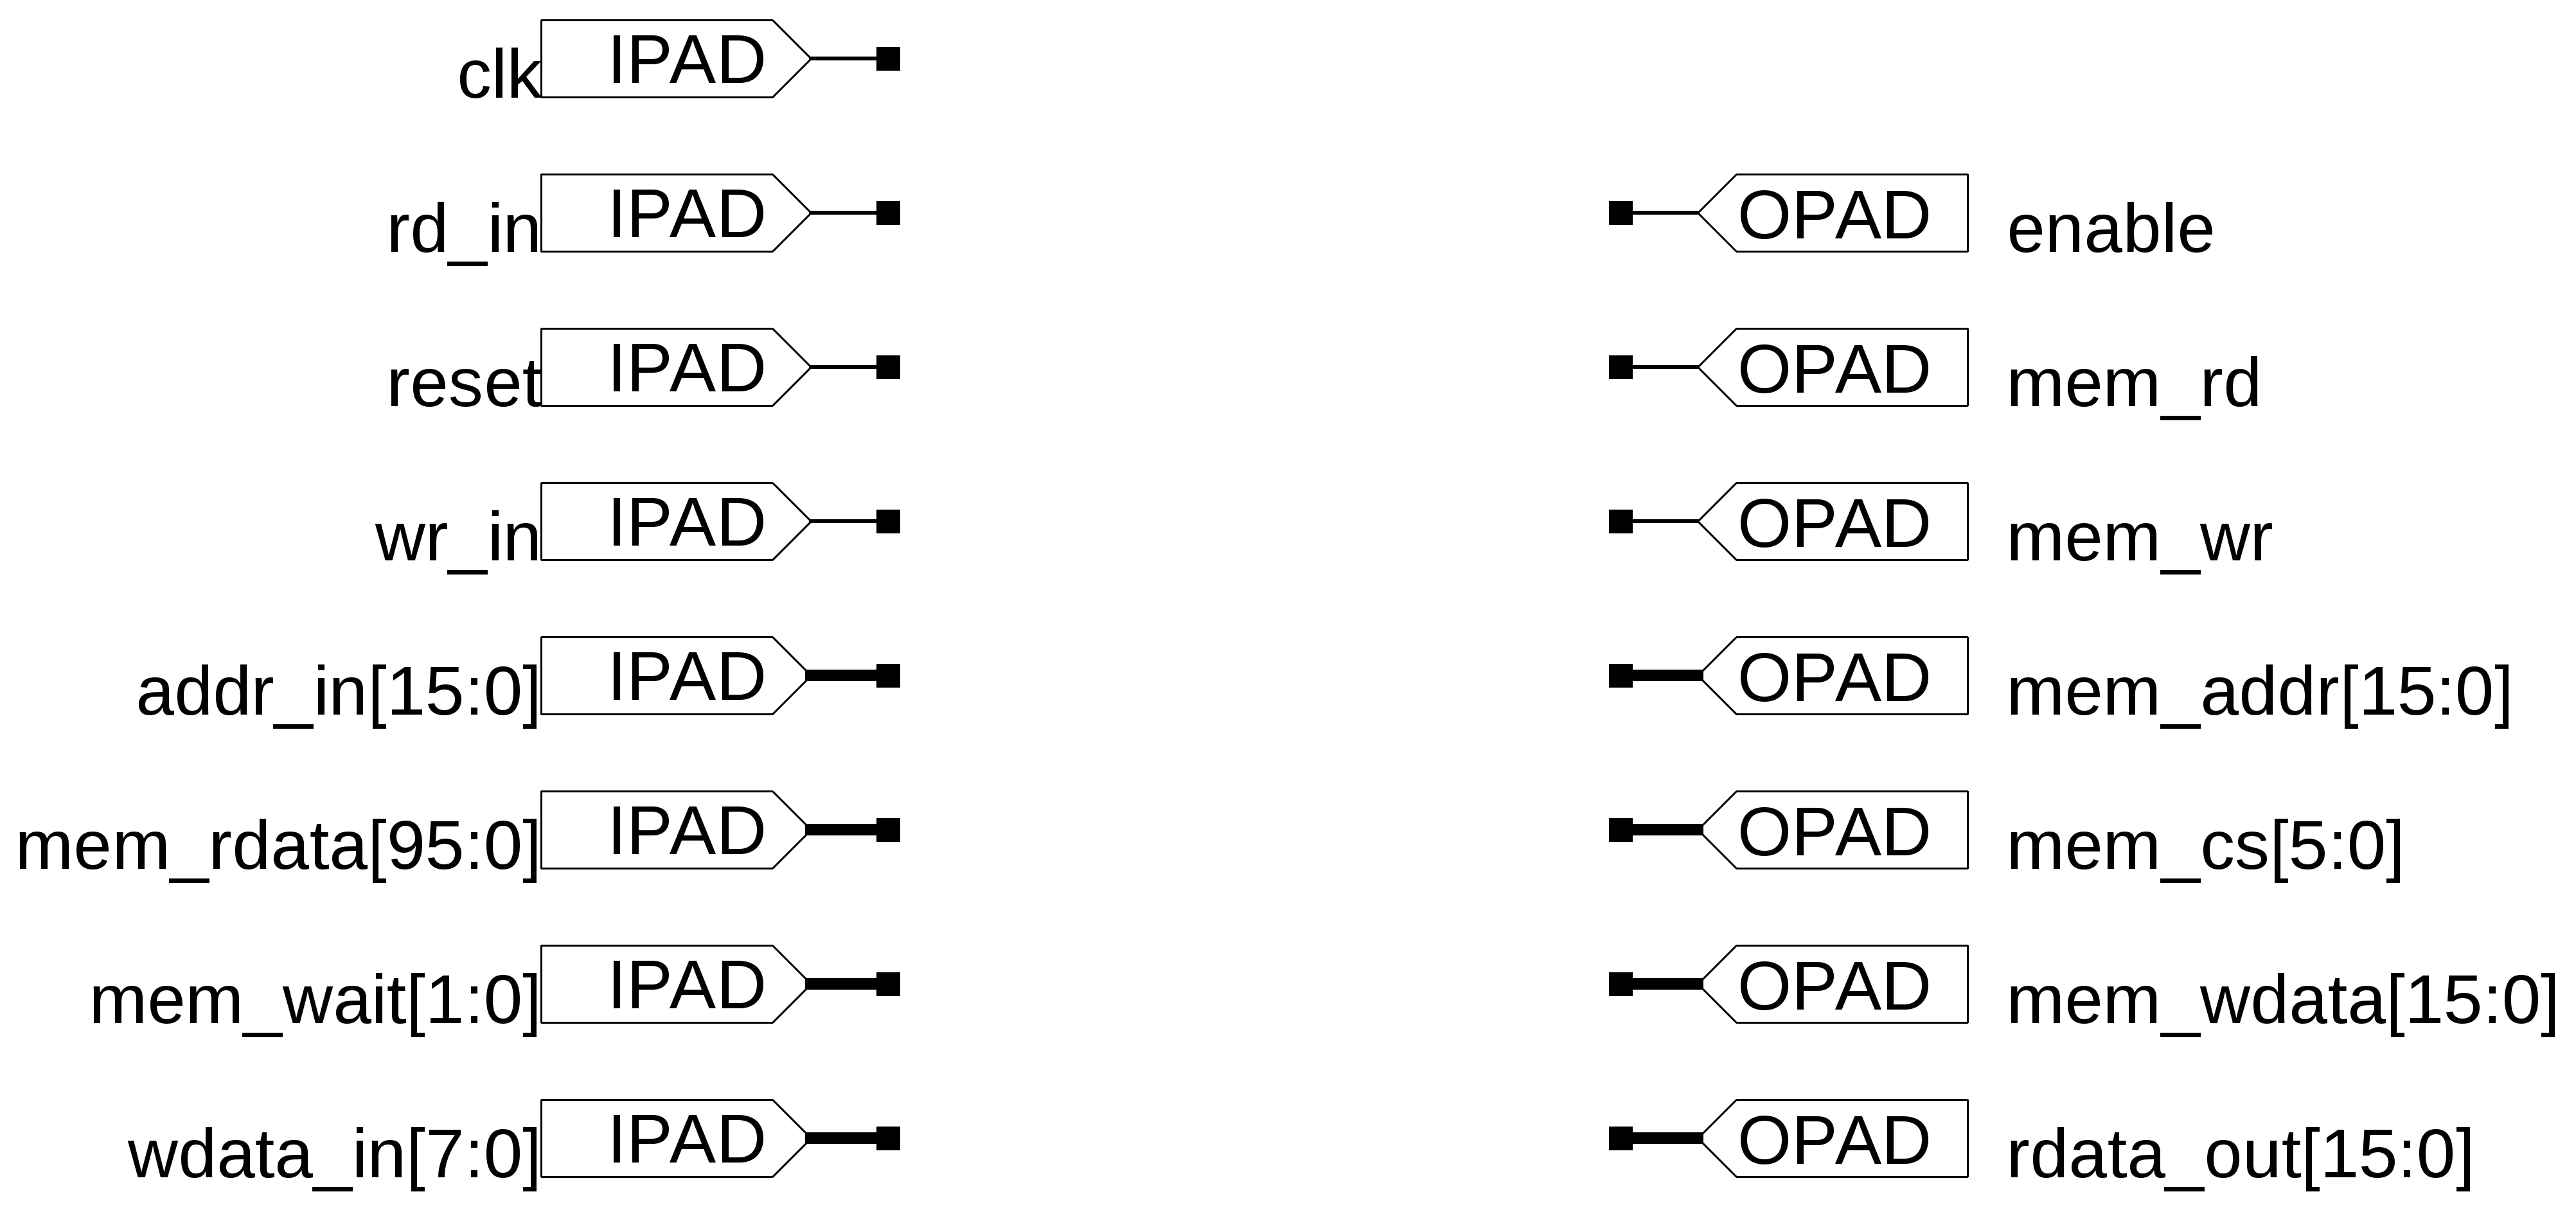 clk IPAD
rd_in IPAD OPAD enable
reset IPAD OPAD mem_rd
wr_in IPAD OPAD mem_wr
addr_in[15:0] IPAD OPAD mem_addr[15:0]
mem_rdata[95:0] IPAD OPAD mem_cs[5:0]
mem_wait[1:0] IPAD OPAD mem_wdata[15:0]
wdata_in[7:0] IPAD OPAD rdata_out[15:0]